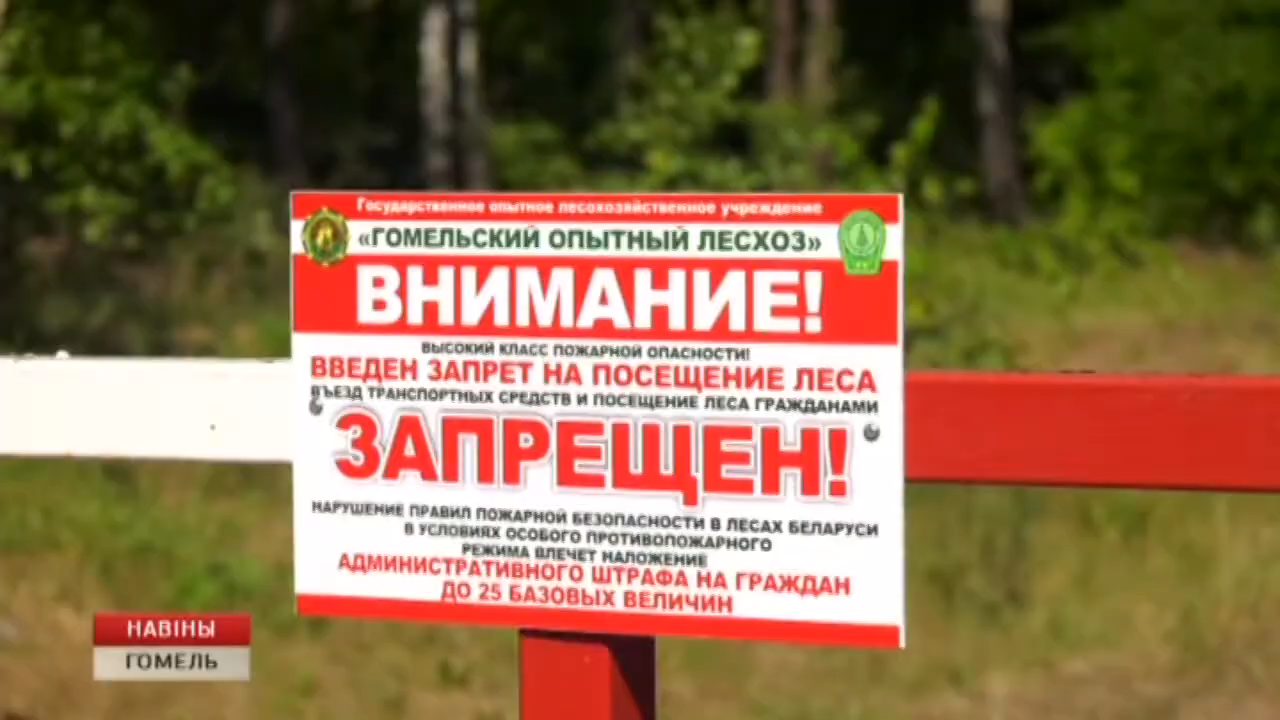 Государственное опытное лесохозяйственное учреждение
«ГОМЕЛЬСКИЙ ОПЫТНЫЙ ЛЕСХОЗ»
ВНИМАНИЕ!
ВЫСОКИЙ КЛАСС ПОЖАРНОЙ ОПАСНОСТИ!
ВВЕДЕН ЗАПРЕТ НА ПОСЕЩЕНИЕ ЛЕСА
ВЪЕЗД ТРАНСПОРТНЫХ СРЕДСТВ И ПОСЕЩЕНИЕ ЛЕСА ГРАЖДАНАМИ
ЗАПРЕЩЕН!
НАРУШЕНИЕ ПРАВИЛ ПОЖАРНОЙ БЕЗОПАСНОСТИ В ЛЕСАХ БЕЛАРУСИ
В УСЛОВИЯХ ОСОБОГО ПРОТИВОПОЖАРНОГО
РЕЖИМА ВЛЕЧЕТ НАЛОЖЕНИЕ
АДМИНИСТРАТИВНОГО ШТРАФА НА ГРАЖДАН
ДО 25 БАЗОВЫХ ВЕЛИЧИН
НАВІНЫ
ГОМЕЛЬ